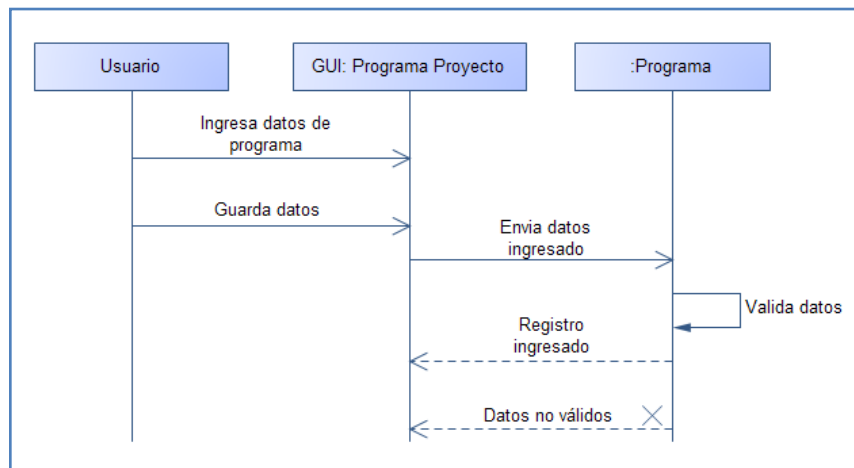 Usuario
GUI: Programa Proyecto
:Programa
Ingresa datos de
programa
Guarda datos
Envia datos
ingresado
Valida datos
Registro
ingresado
Datos no válidos